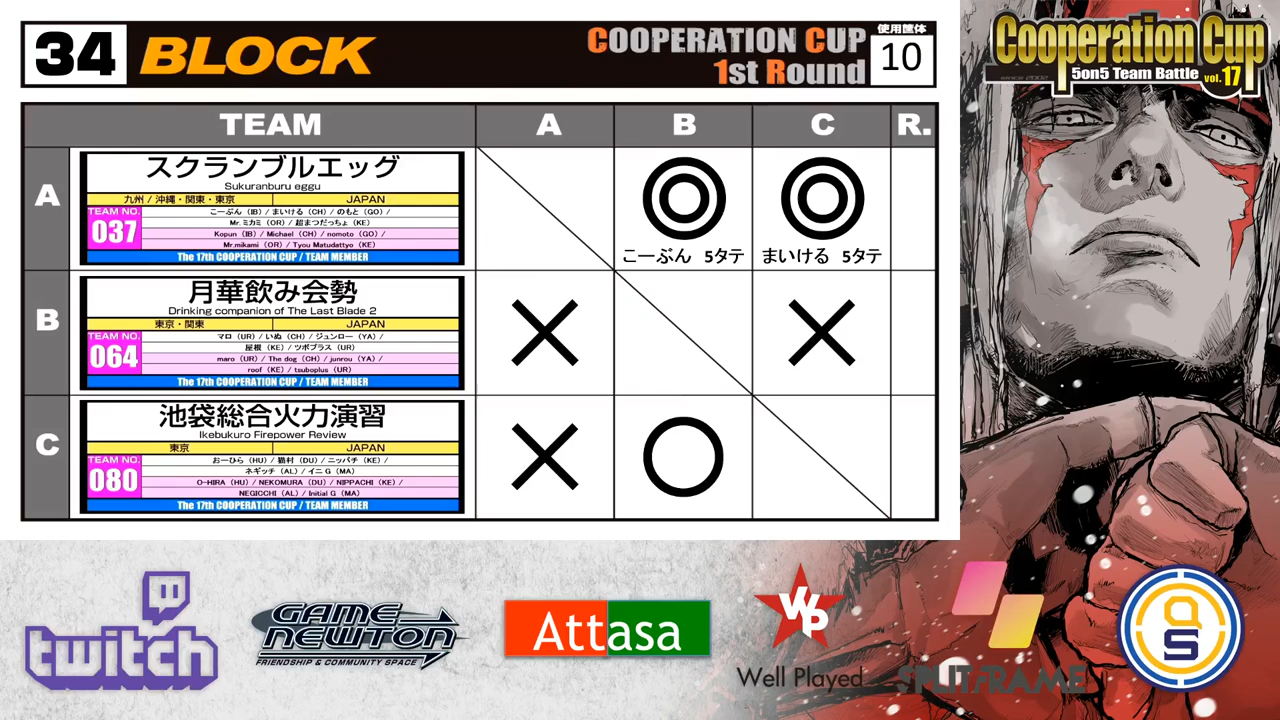 34 BLOCK
COOPERATION CUP
1st Round
使用筐体
10
Cooperation Cup
SINCE 2002
5on5 Team Battle vol.17
TEAM A B C R.
A
スクランブルエッグ
Sukuranburu eggu
九州 / 沖縄・関東・東京 JAPAN
TEAM NO.
037
こーぶん（IB）/ まいける（CH）/ のもと（GO）/
Mr.ミカミ（OR）/ 超まつだっちょ（KE）
Kopun（IB）/ Michael（CH）/ nomoto（GO）/
Mr.mikami（OR）/ Tyou Matudattyo（KE）
The 17th COOPERATION CUP / TEAM MEMBER
◎ ◎
こーぶん 5タテ まいける 5タテ
B
月華飲み会勢
Drinking companion of The Last Blade 2
東京・関東 JAPAN
TEAM NO.
064
マロ（UR）/ いぬ（CH）/ ジュンロー（YA）/
屋根（KE）/ ツボプラス（UR）
maro（UR）/ The dog（CH）/ junrou（YA）/
roof（KE）/ tsuboplus（UR）
The 17th COOPERATION CUP / TEAM MEMBER
× ×
C
池袋総合火力演習
Ikebukuro Firepower Review
東京 JAPAN
TEAM NO.
080
おーひら（HU）/ 猫村（DU）/ ニッパチ（KE）/
ネギッチ（AL）/ イニG（MA）
O-HIRA（HU）/ NEKOMURA（DU）/ NIPPACHI（KE）/
NEGICCHI（AL）/ Initial G（MA）
The 17th COOPERATION CUP / TEAM MEMBER
× ○
twitch
GAME
NEWTON
FRIENDSHIP & COMMUNITY SPACE
Attasa
WP
Well Played
SPLIT/FRAME
QS